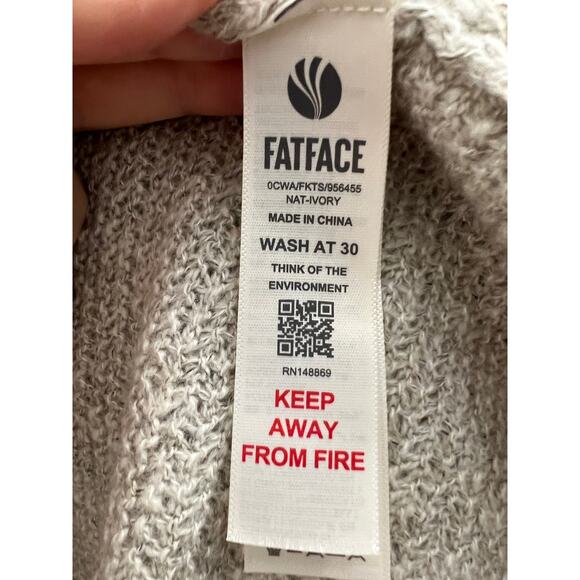 FATFACE
0CWA/FKTS/956455
NAT-IVORY
MADE IN CHINA
WASH AT 30
THINK OF THE
ENVIRONMENT
RN148869
KEEP
AWAY
FROM FIRE